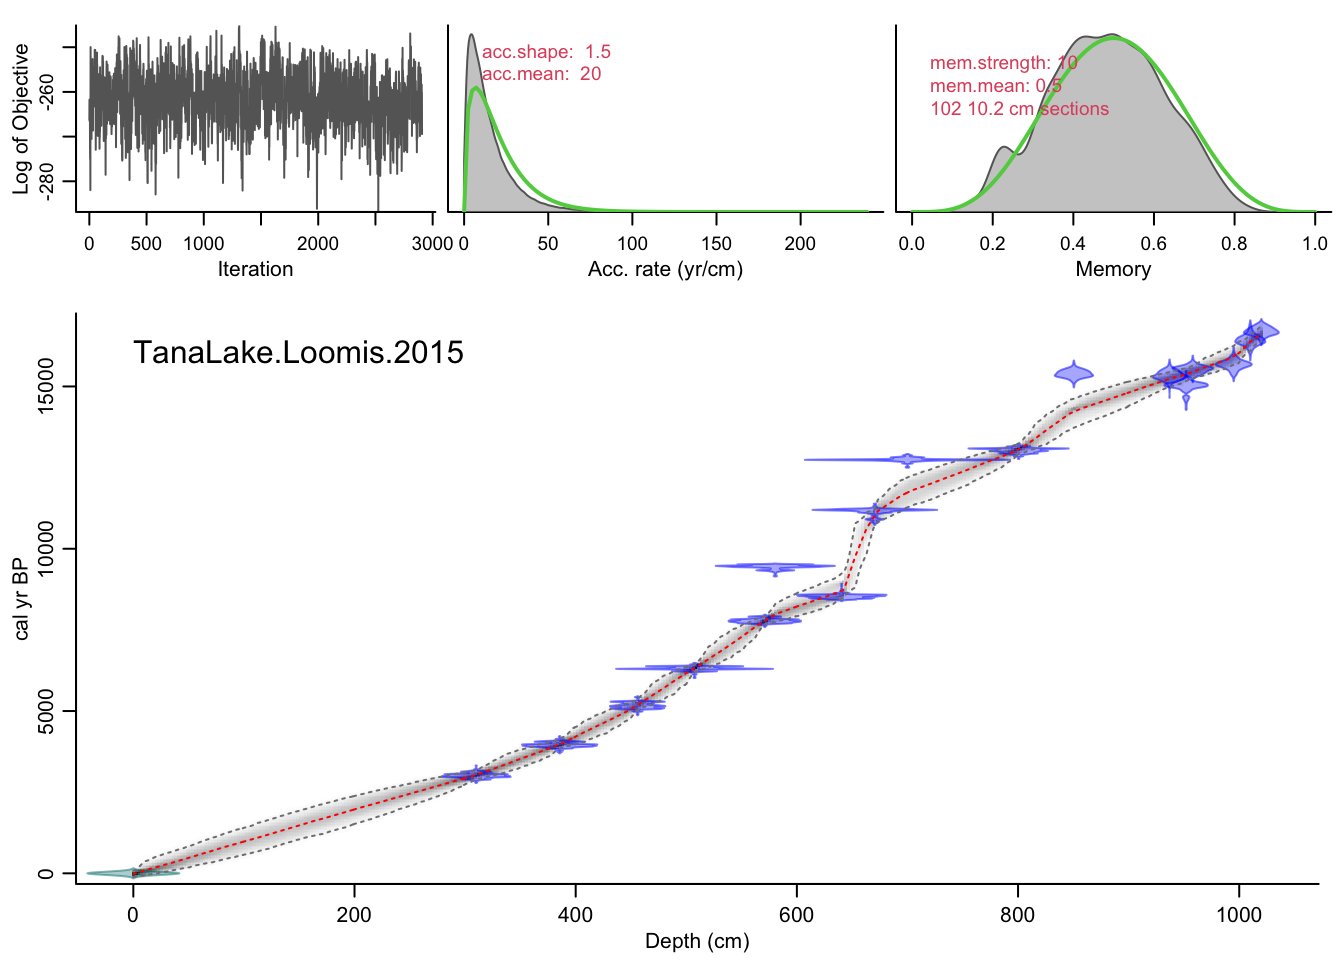 Log of Objective
-260
-280
0 500 1000 2000 3000
Iteration
acc.shape: 1.5
acc.mean: 20
0 50 100 150 200
Acc. rate (yr/cm)
mem.strength: 10
mem.mean: 0.5
102 10.2 cm sections
0.0 0.2 0.4 0.6 0.8 1.0
Memory
TanaLake.Loomis.2015
cal yr BP
15000
10000
5000
0
0 200 400 600 800 1000
Depth (cm)